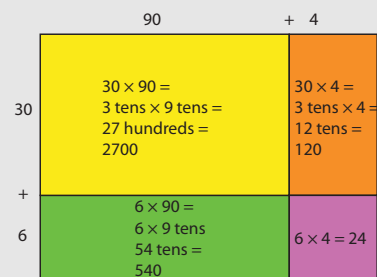 90 + 4
30
30 × 90 =
3 tens × 9 tens =
27 hundreds =
2700
30 × 4 =
3 tens × 4 =
12 tens =
120
+
6
6 × 90 =
6 × 9 tens
54 tens =
540
6 × 4 = 24